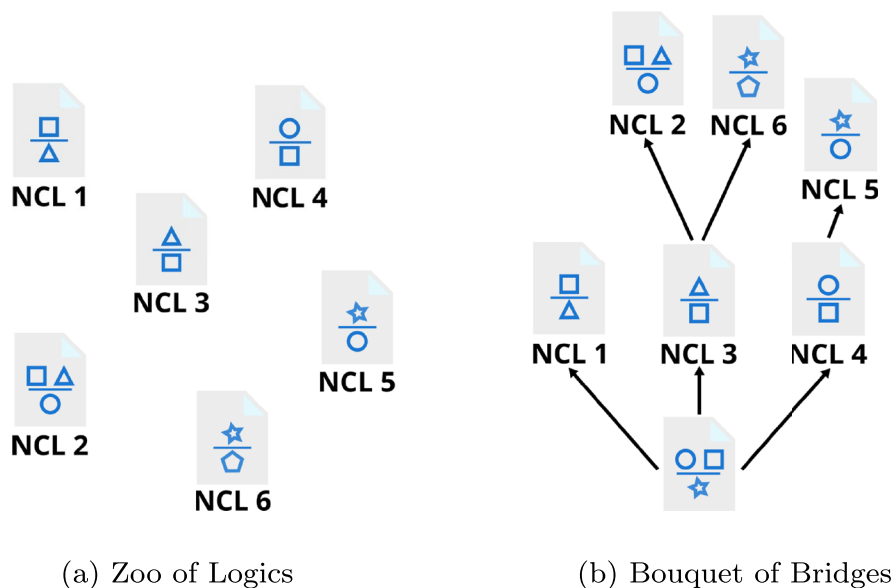 NCL 1
NCL 4
NCL 3
NCL 5
NCL 2
NCL 6
(a) Zoo of Logics
NCL 2
NCL 6
NCL 5
NCL 1
NCL 3
NCL 4
(b) Bouquet of Bridges